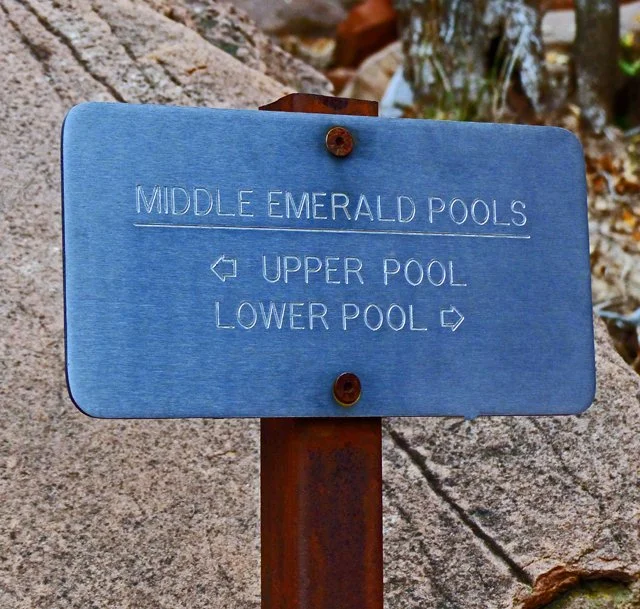 MIDDLE EMERALD POOLS
⇦ UPPER POOL
LOWER POOL ⇨